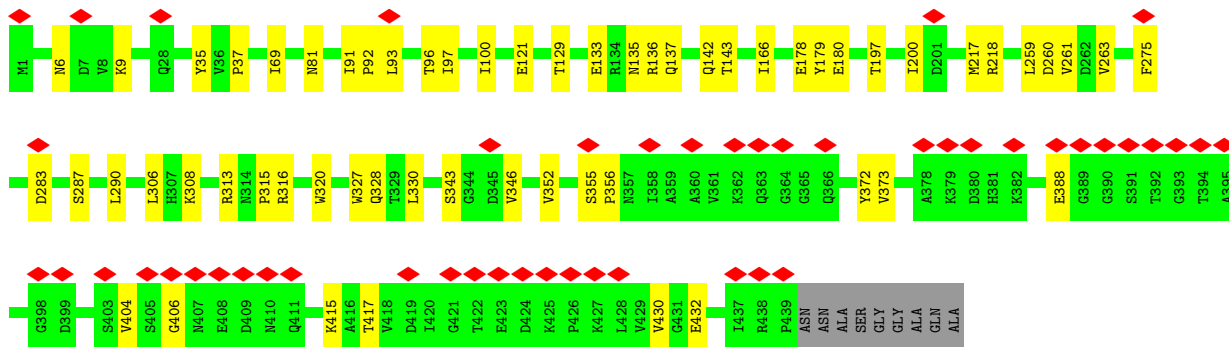 M1 N6 D7 V8 K9 Q28 Y35 V36 P37 I69 N81 I91 P92 L93 T96 I97 I100 E121 T129 E133 R134 N135 R136 Q137 Q142 T143 I166 E178 Y179 E180 T197 I200 D201 M217 R218 L259 D260 V261 D262 V263 F275
D283 S287 L290 L306 H307 K308 R313 N314 P315 R316 W320 W327 Q328 T329 L330 S343 G344 D345 V346 V352 S355 P356 N357 I358 A359 A360 V361 K362 Q363 G364 G365 Q366 Y372 V373 A378 K379 D380 H381 K382 E388 G389 G390 S391 T392 G393 T394 A395
G398 D399 S403 V404 S405 G406 N407 E408 D409 N410 Q411 K415 A416 T417 V418 D419 I420 G421 T422 E423 D424 K425 P426 K427 L428 V429 V430 G431 E432 I437 R438 P439 ASN ASN ALA SER GLY GLY ALA GLN ALA